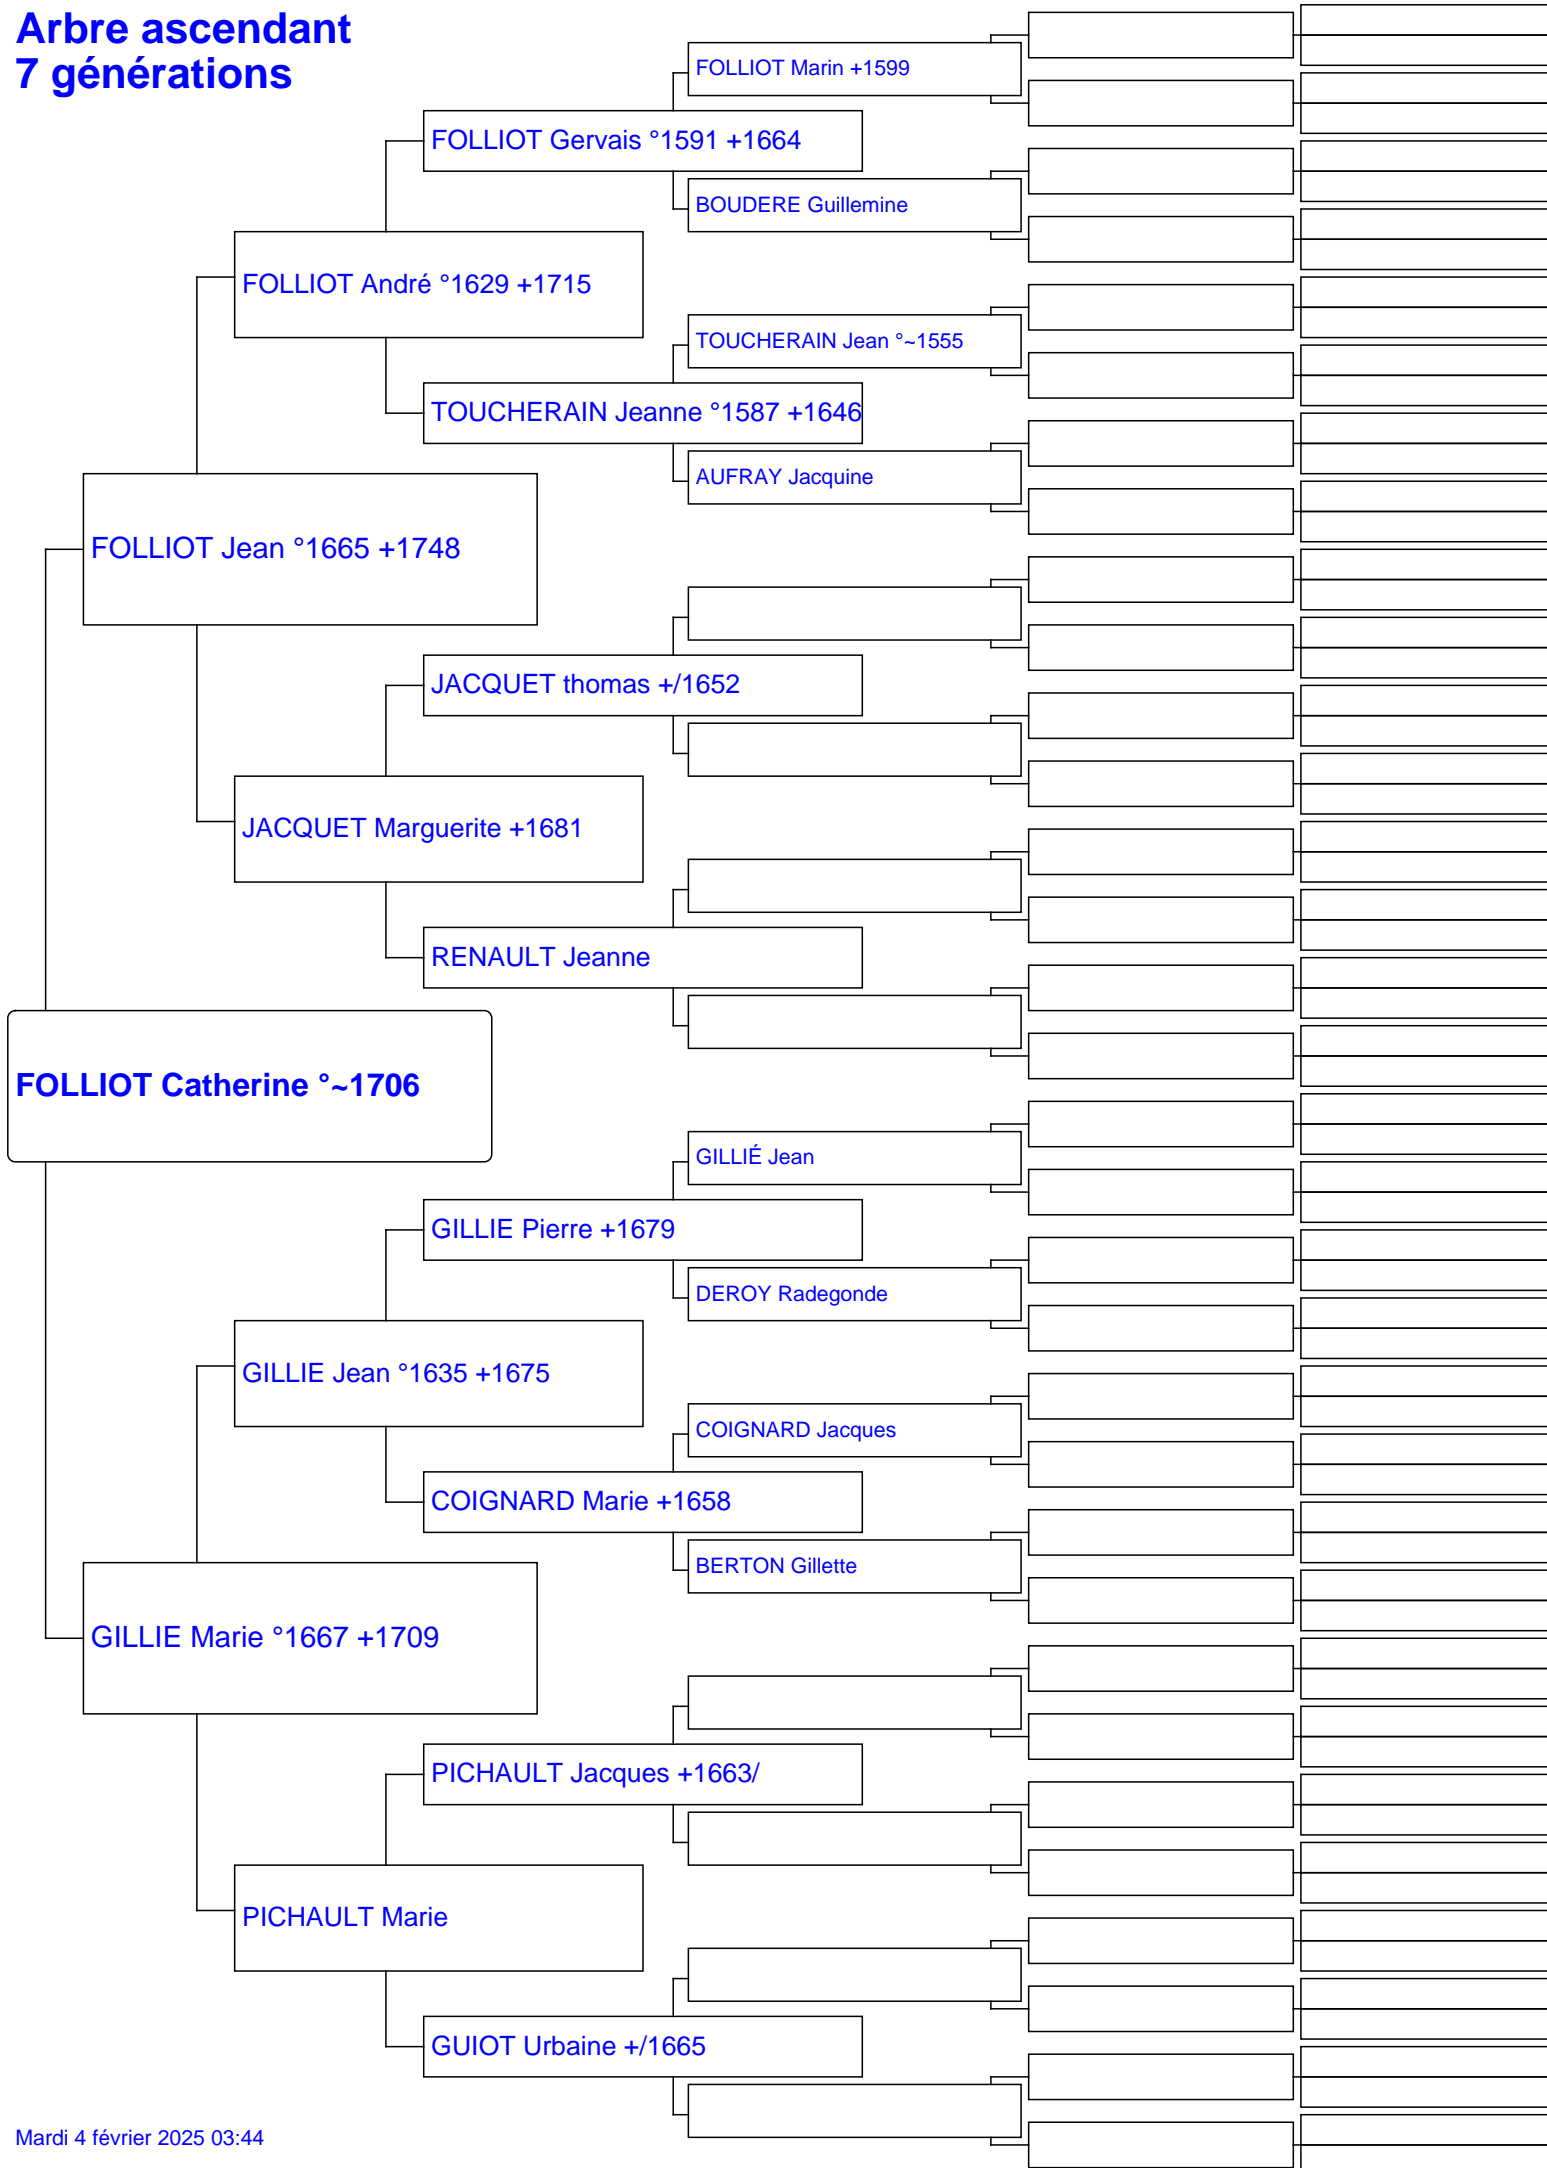 Arbre ascendant
7 générations
FOLLIOT Marin +1599
FOLLIOT Gervais °1591 +1664
BOUDERE Guillemine
FOLLIOT André °1629 +1715
TOUCHERAIN Jean °~1555
TOUCHERAIN Jeanne °1587 +1646
AUFRAY Jacquine
FOLLIOT Jean °1665 +1748
JACQUET thomas +/1652
JACQUET Marguerite +1681
RENAULT Jeanne
FOLLIOT Catherine °~1706
GILLIÉ Jean
GILLIE Pierre +1679
DEROY Radegonde
GILLIE Jean °1635 +1675
COIGNARD Jacques
COIGNARD Marie +1658
BERTON Gillette
GILLIE Marie °1667 +1709
PICHAULT Jacques +1663/
PICHAULT Marie
GUIOT Urbaine +/1665
Mardi 4 février 2025 03:44